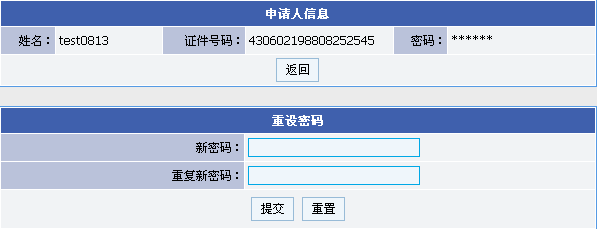 申请人信息
姓名： test0813 证件号码： 430602198808252545 密码： ******
返回
重设密码
新密码：
重复新密码：
提交 重置